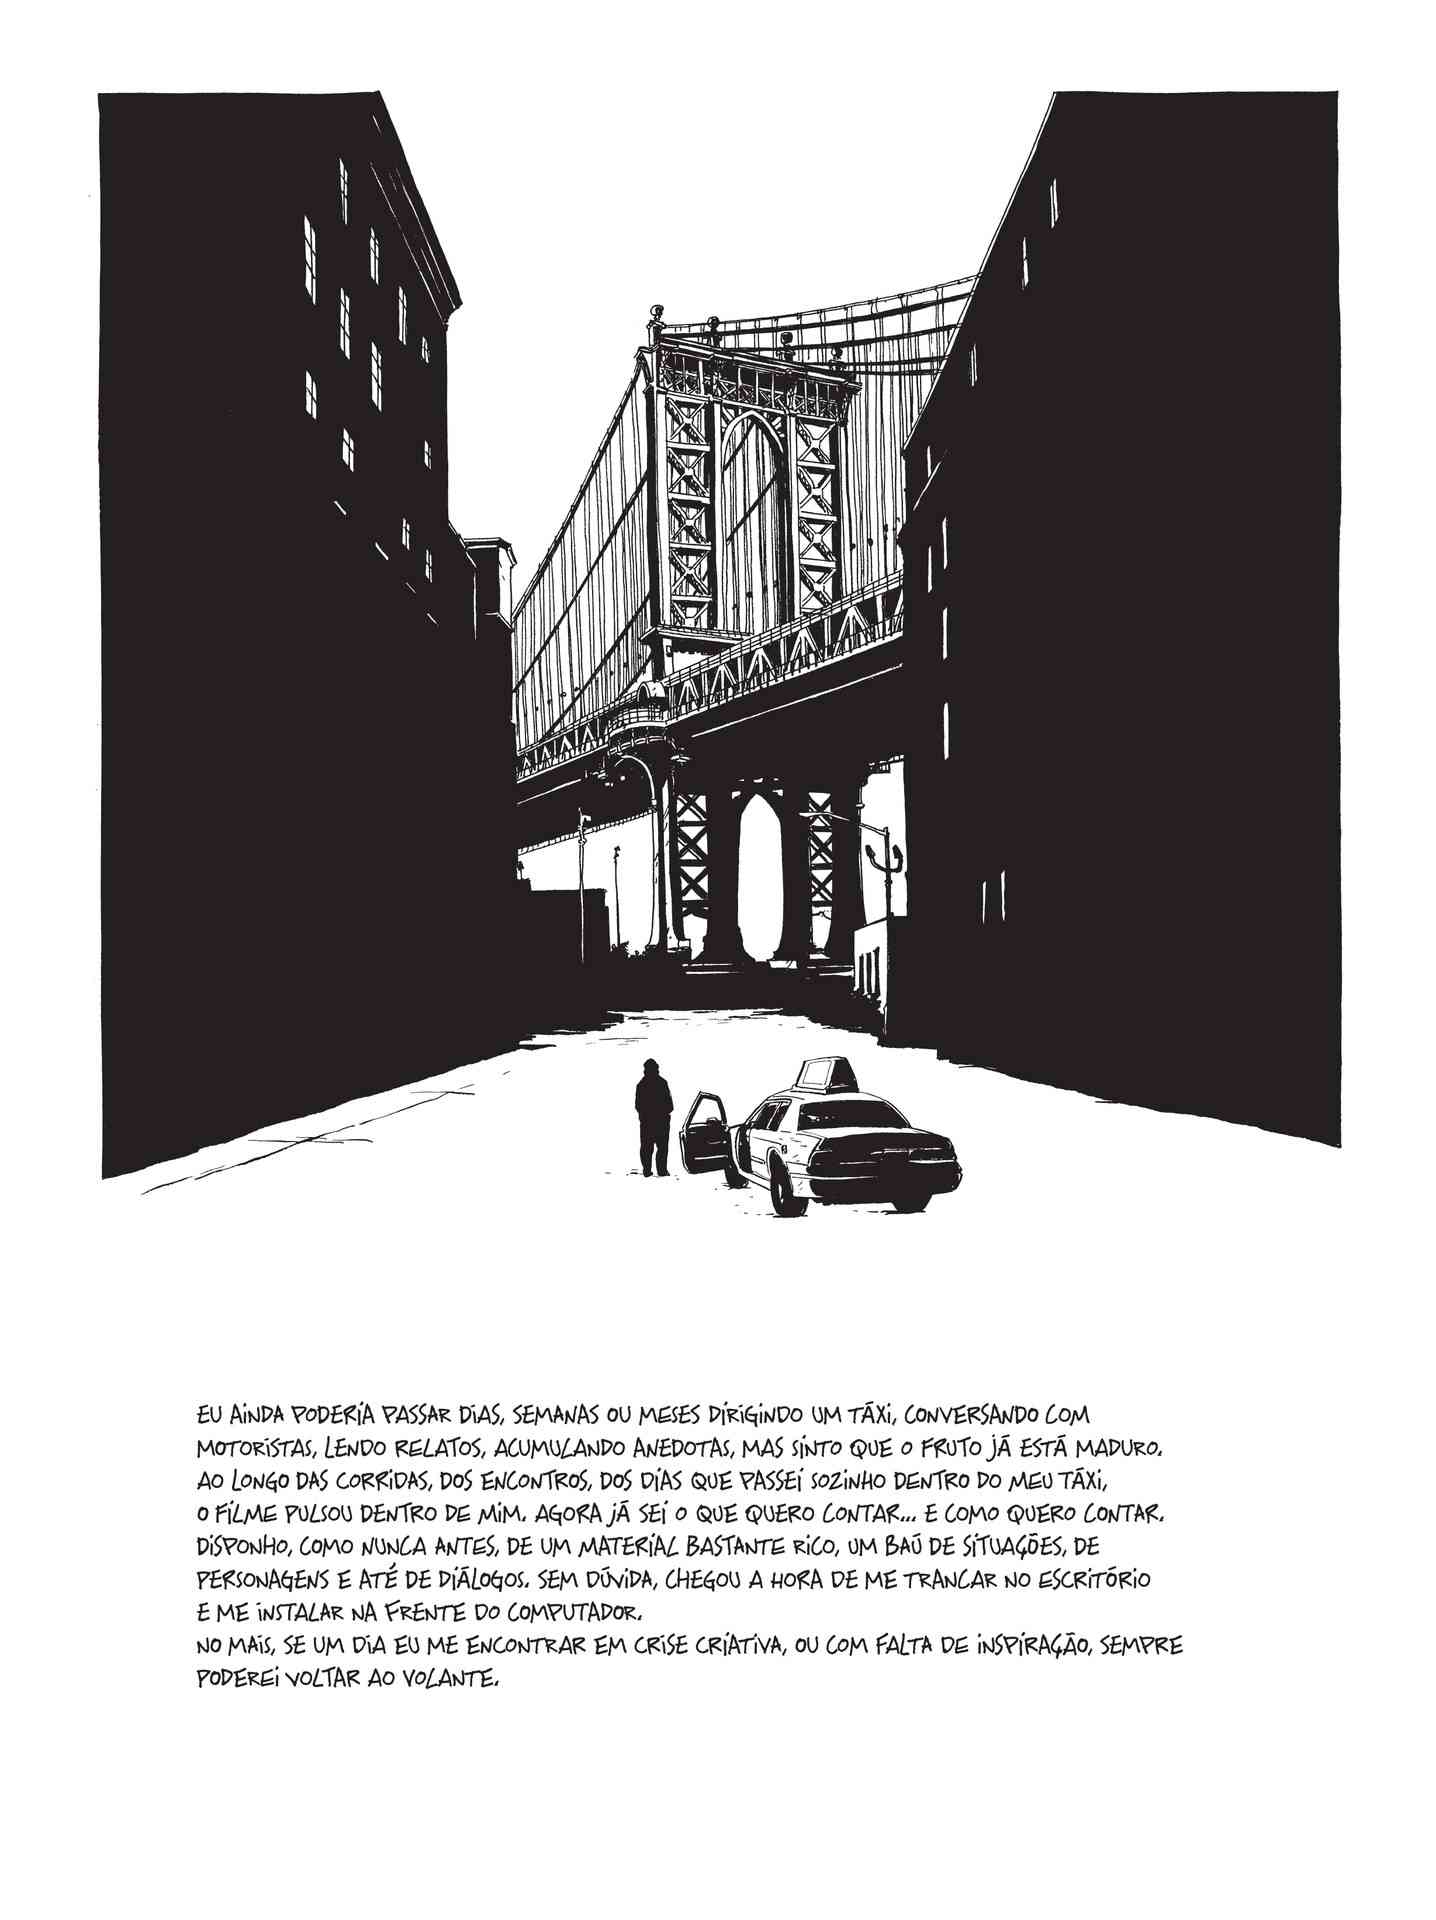 EU AINDA PODERIA PASSAR DIAS, SEMANAS OU MESES DIRIGINDO UM TÁXI, CONVERSANDO COM
MOTORISTAS, LENDO RELATOS, ACUMULANDO ANEDOTAS, MAS SINTO QUE O FRUTO JÁ ESTÁ MADURO.
AO LONGO DAS CORRIDAS, DOS ENCONTROS, DOS DIAS QUE PASSEI SOZINHO DENTRO DO MEU TÁXI,
O FILME PULSOU DENTRO DE MIM. AGORA JÁ SEI O QUE QUERO CONTAR... E COMO QUERO CONTAR.
DISPONHO, COMO NUNCA ANTES, DE UM MATERIAL BASTANTE RICO, UM BAÚ DE SITUAÇÕES, DE
PERSONAGENS E ATÉ DE DIÁLOGOS. SEM DÚVIDA, CHEGOU A HORA DE ME TRANCAR NO ESCRITÓRIO
E ME INSTALAR NA FRENTE DO COMPUTADOR.
NO MAIS, SE UM DIA EU ME ENCONTRAR EM CRISE CRIATIVA, OU COM FALTA DE INSPIRAÇÃO, SEMPRE
PODEREI VOLTAR AO VOLANTE.